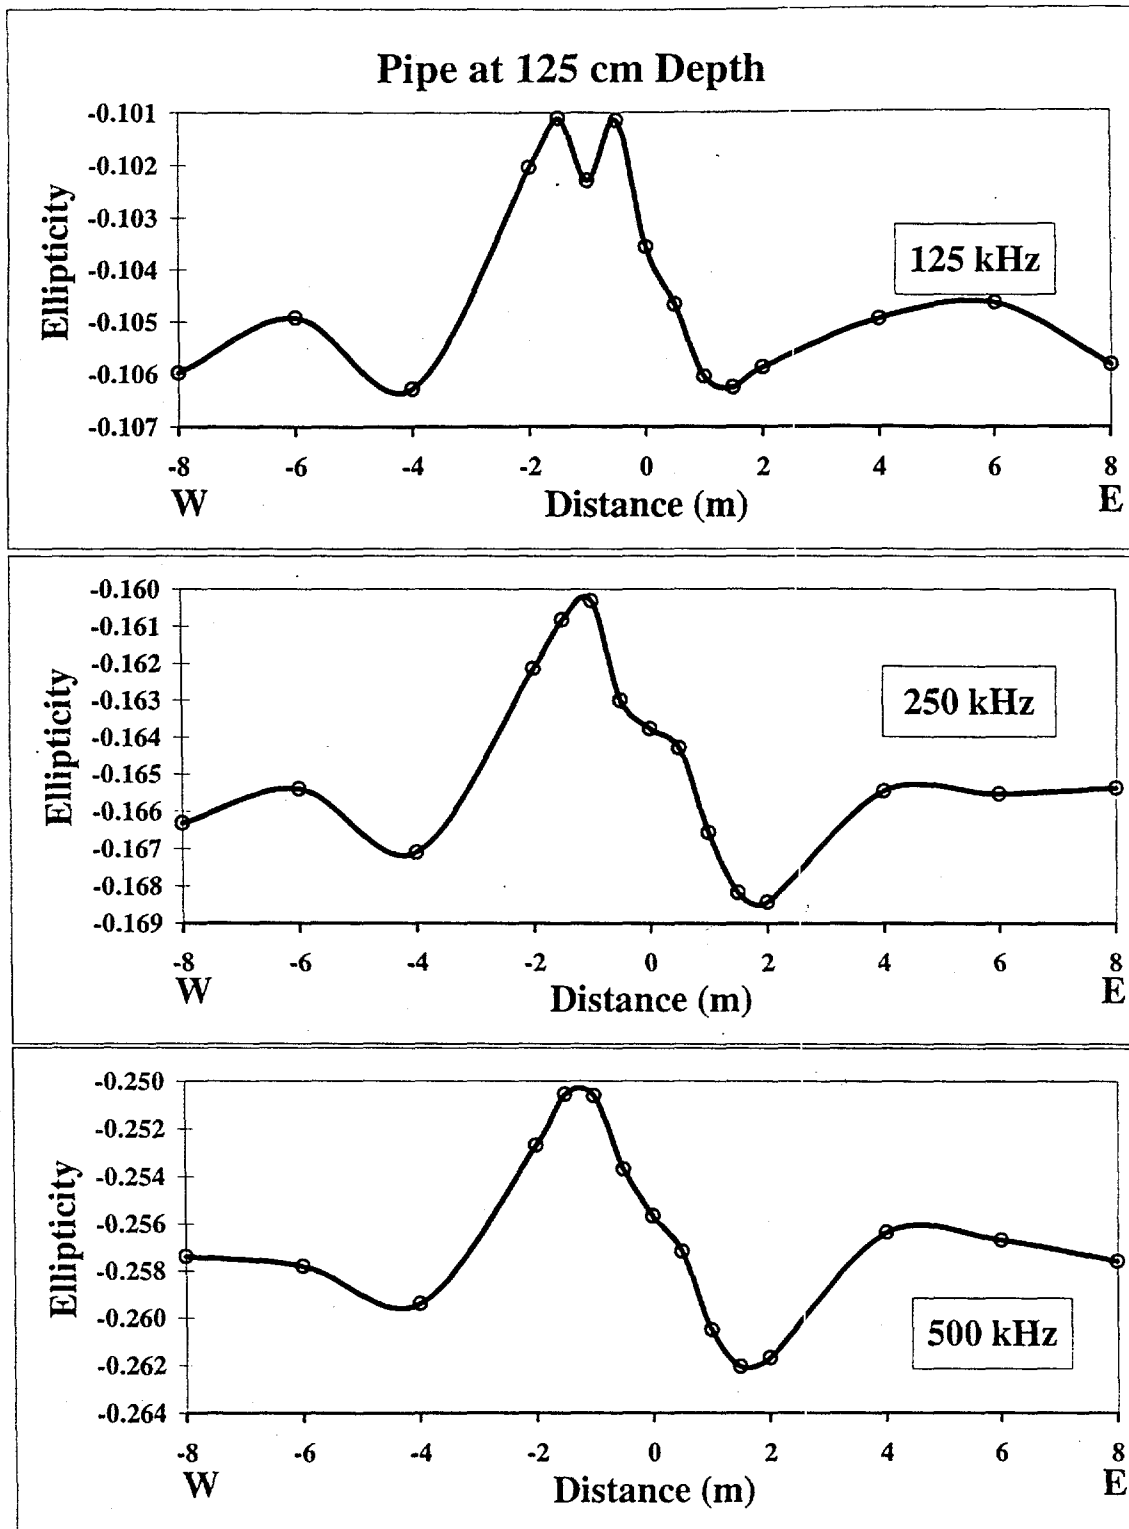 Pipe at 125 cm Depth
-0.101
-0.102
-0.103
-0.104
-0.105
-0.106
-0.107
Ellipticity
125 kHz
-8 -6 -4 -2 0 2 4 6 8
W Distance (m) E
-0.160
-0.161
-0.162
-0.163
-0.164
-0.165
-0.166
-0.167
-0.168
-0.169
Ellipticity
250 kHz
-8 -6 -4 -2 0 2 4 6 8
W Distance (m) E
-0.250
-0.252
-0.254
-0.256
-0.258
-0.260
-0.262
-0.264
Ellipticity
500 kHz
-8 -6 -4 -2 0 2 4 6 8
W Distance (m) E